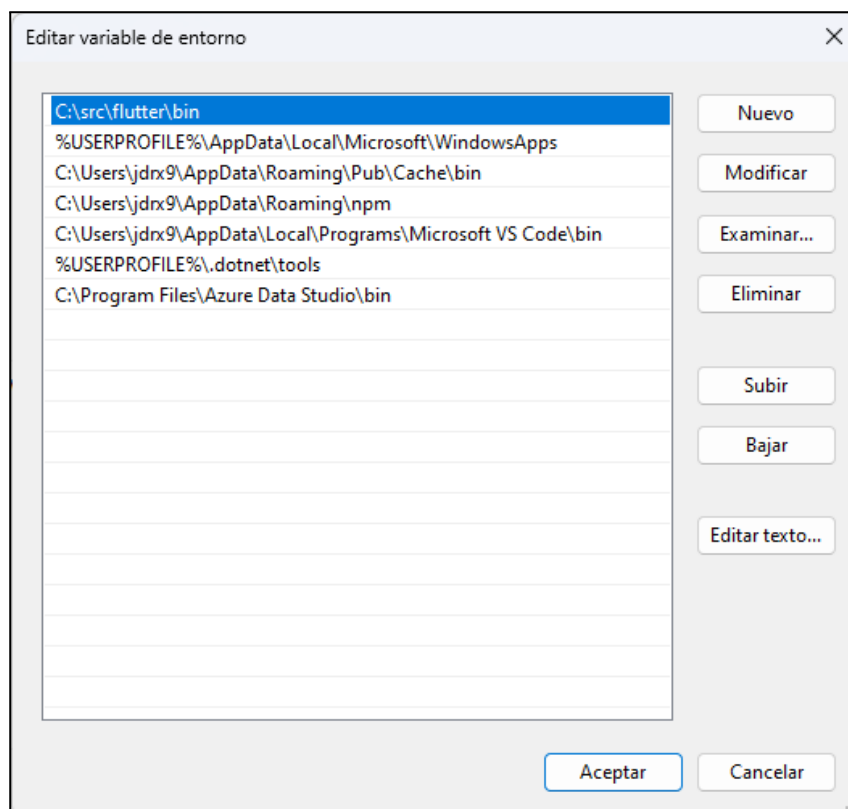 Editar variable de entorno
C:\src\flutter\bin
%USERPROFILE%\AppData\Local\Microsoft\WindowsApps
C:\Users\jdrx9\AppData\Roaming\Pub\Cache\bin
C:\Users\jdrx9\AppData\Roaming\npm
C:\Users\jdrx9\AppData\Local\Programs\Microsoft VS Code\bin
%USERPROFILE%\.dotnet\tools
C:\Program Files\Azure Data Studio\bin
Nuevo
Modificar
Examinar...
Eliminar
Subir
Bajar
Editar texto...
Aceptar
Cancelar